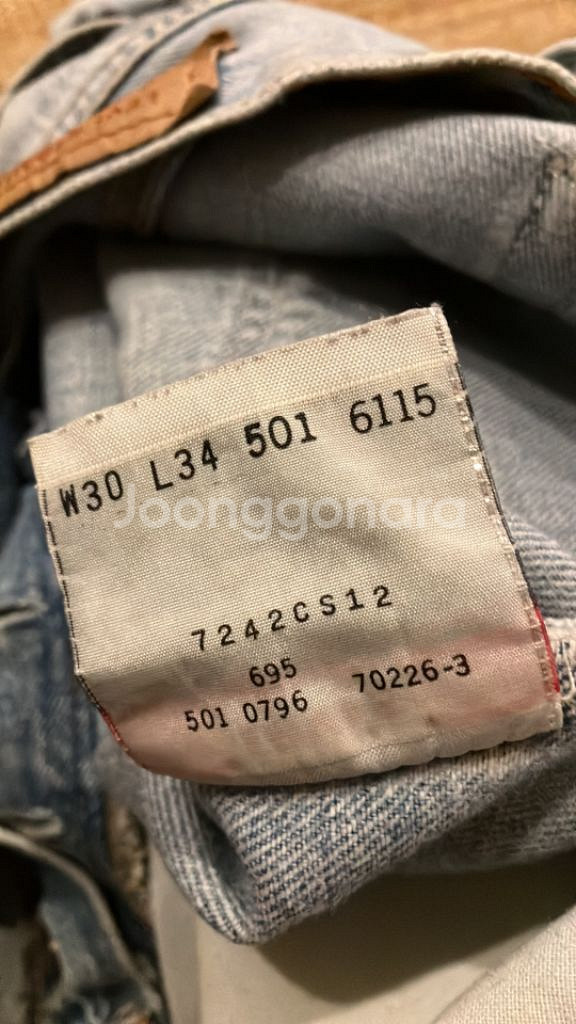 W30 L34 501 6115
Joonggonara
7242CS12
695
501 0796 70226-3